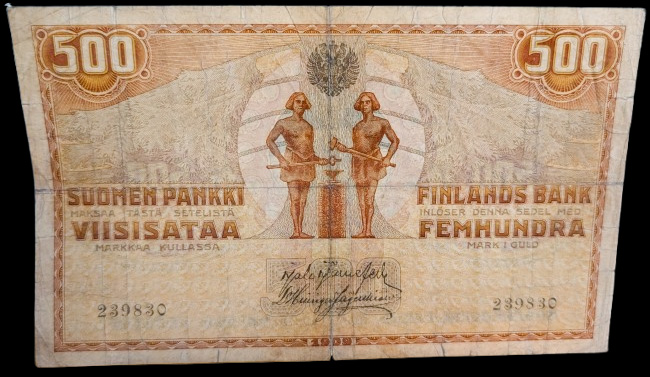 500 500
SUOMEN PANKKI
MAKSAA TÄSTÄ SETELISTÄ
VIISISATAA
MARKKAA KULLASSA
FINLANDS BANK
INLÖSER DENNA SEDEL MED
FEMHUNDRA
MARK I GULD
239830 239830
1909